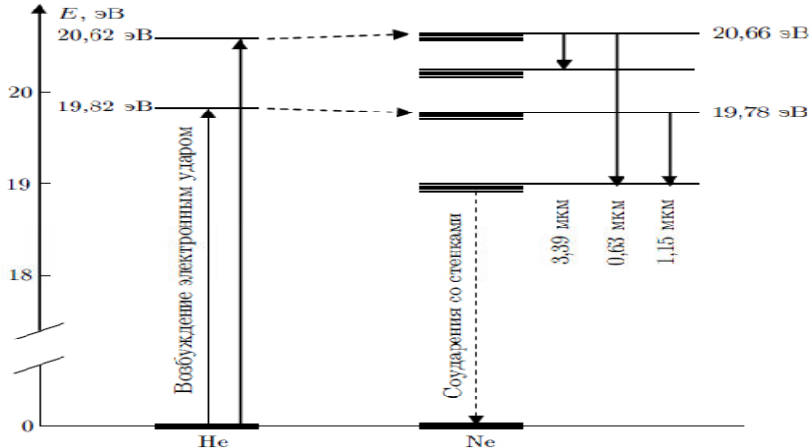 E, эВ
20,62 эВ
20,66 эВ
20
19,82 эВ
19,78 эВ
19
18
0
Возбуждение электронным ударом
Соударения со стенками
3,39 мкм
0,63 мкм
1,15 мкм
He
Ne